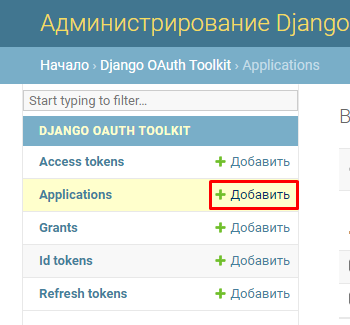 Администрирование Django
Начало › Django OAuth Toolkit › Applications
Start typing to filter...
DJANGO OAUTH TOOLKIT
Access tokens + Добавить
Applications + Добавить
Grants + Добавить
Id tokens + Добавить
Refresh tokens + Добавить